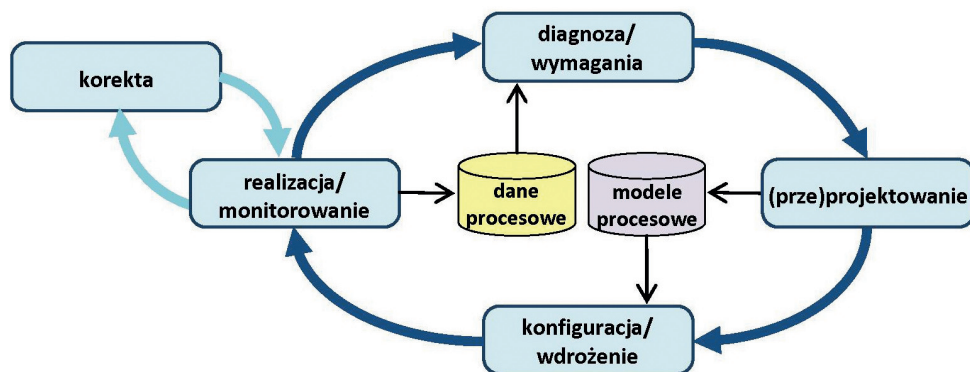 diagnoza/
wymagania
korekta
realizacja/
monitorowanie
dane
procesowe
modele
procesowe
(prze)projektowanie
konfiguracja/
wdrożenie